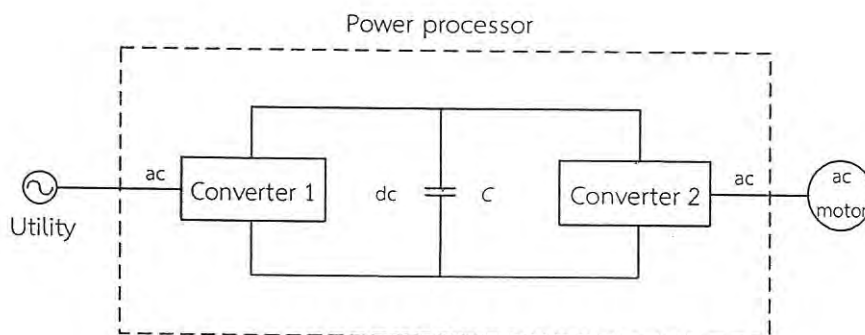 Power processor
ac
Converter 1
dc
C
Converter 2
ac
ac
motor
Utility